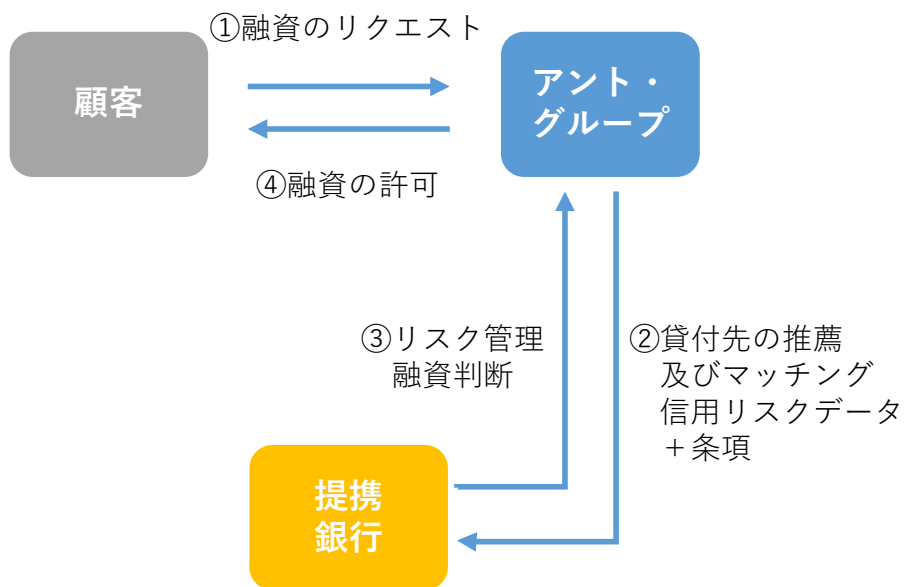 ①融資のリクエスト
顧客
アント・
グループ
④融資の許可
③リスク管理
融資判断
②貸付先の推薦
及びマッチング
信用リスクデータ
＋条項
提携
銀行